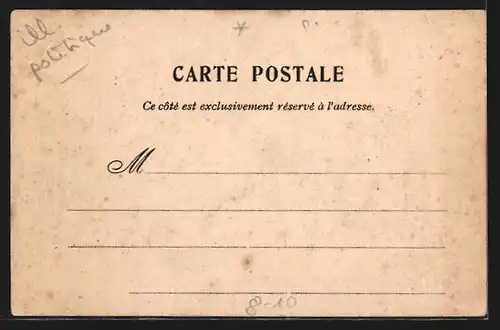 ill
politique
CARTE POSTALE
Ce côté est exclusivement réservé à l'adresse.
M
8-10